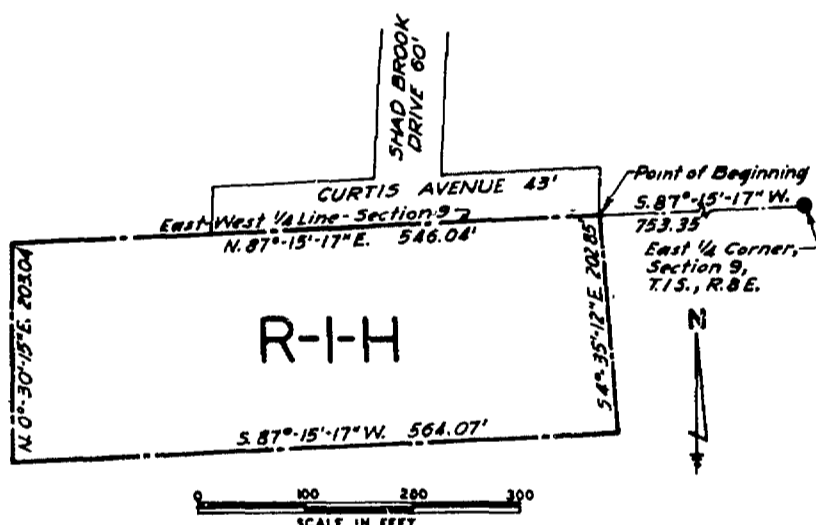 SHAD BROOK
DRIVE 60'
CURTIS AVENUE 43'
Point of Beginning
S. 87°-15'-17" W.
753.35'
East 1/4 Corner,
Section 9,
T.1S., R.8E.
East-West 1/4 Line-Section 9
N. 87°-15'-17" E. 546.04'
N. 0°-30'-15" E. 203.04
S 4°-35'-12" E. 202.85
R-1-H
S. 87°-15'-17" W. 564.07'
N
0 100 200 300
SCALE IN FEET